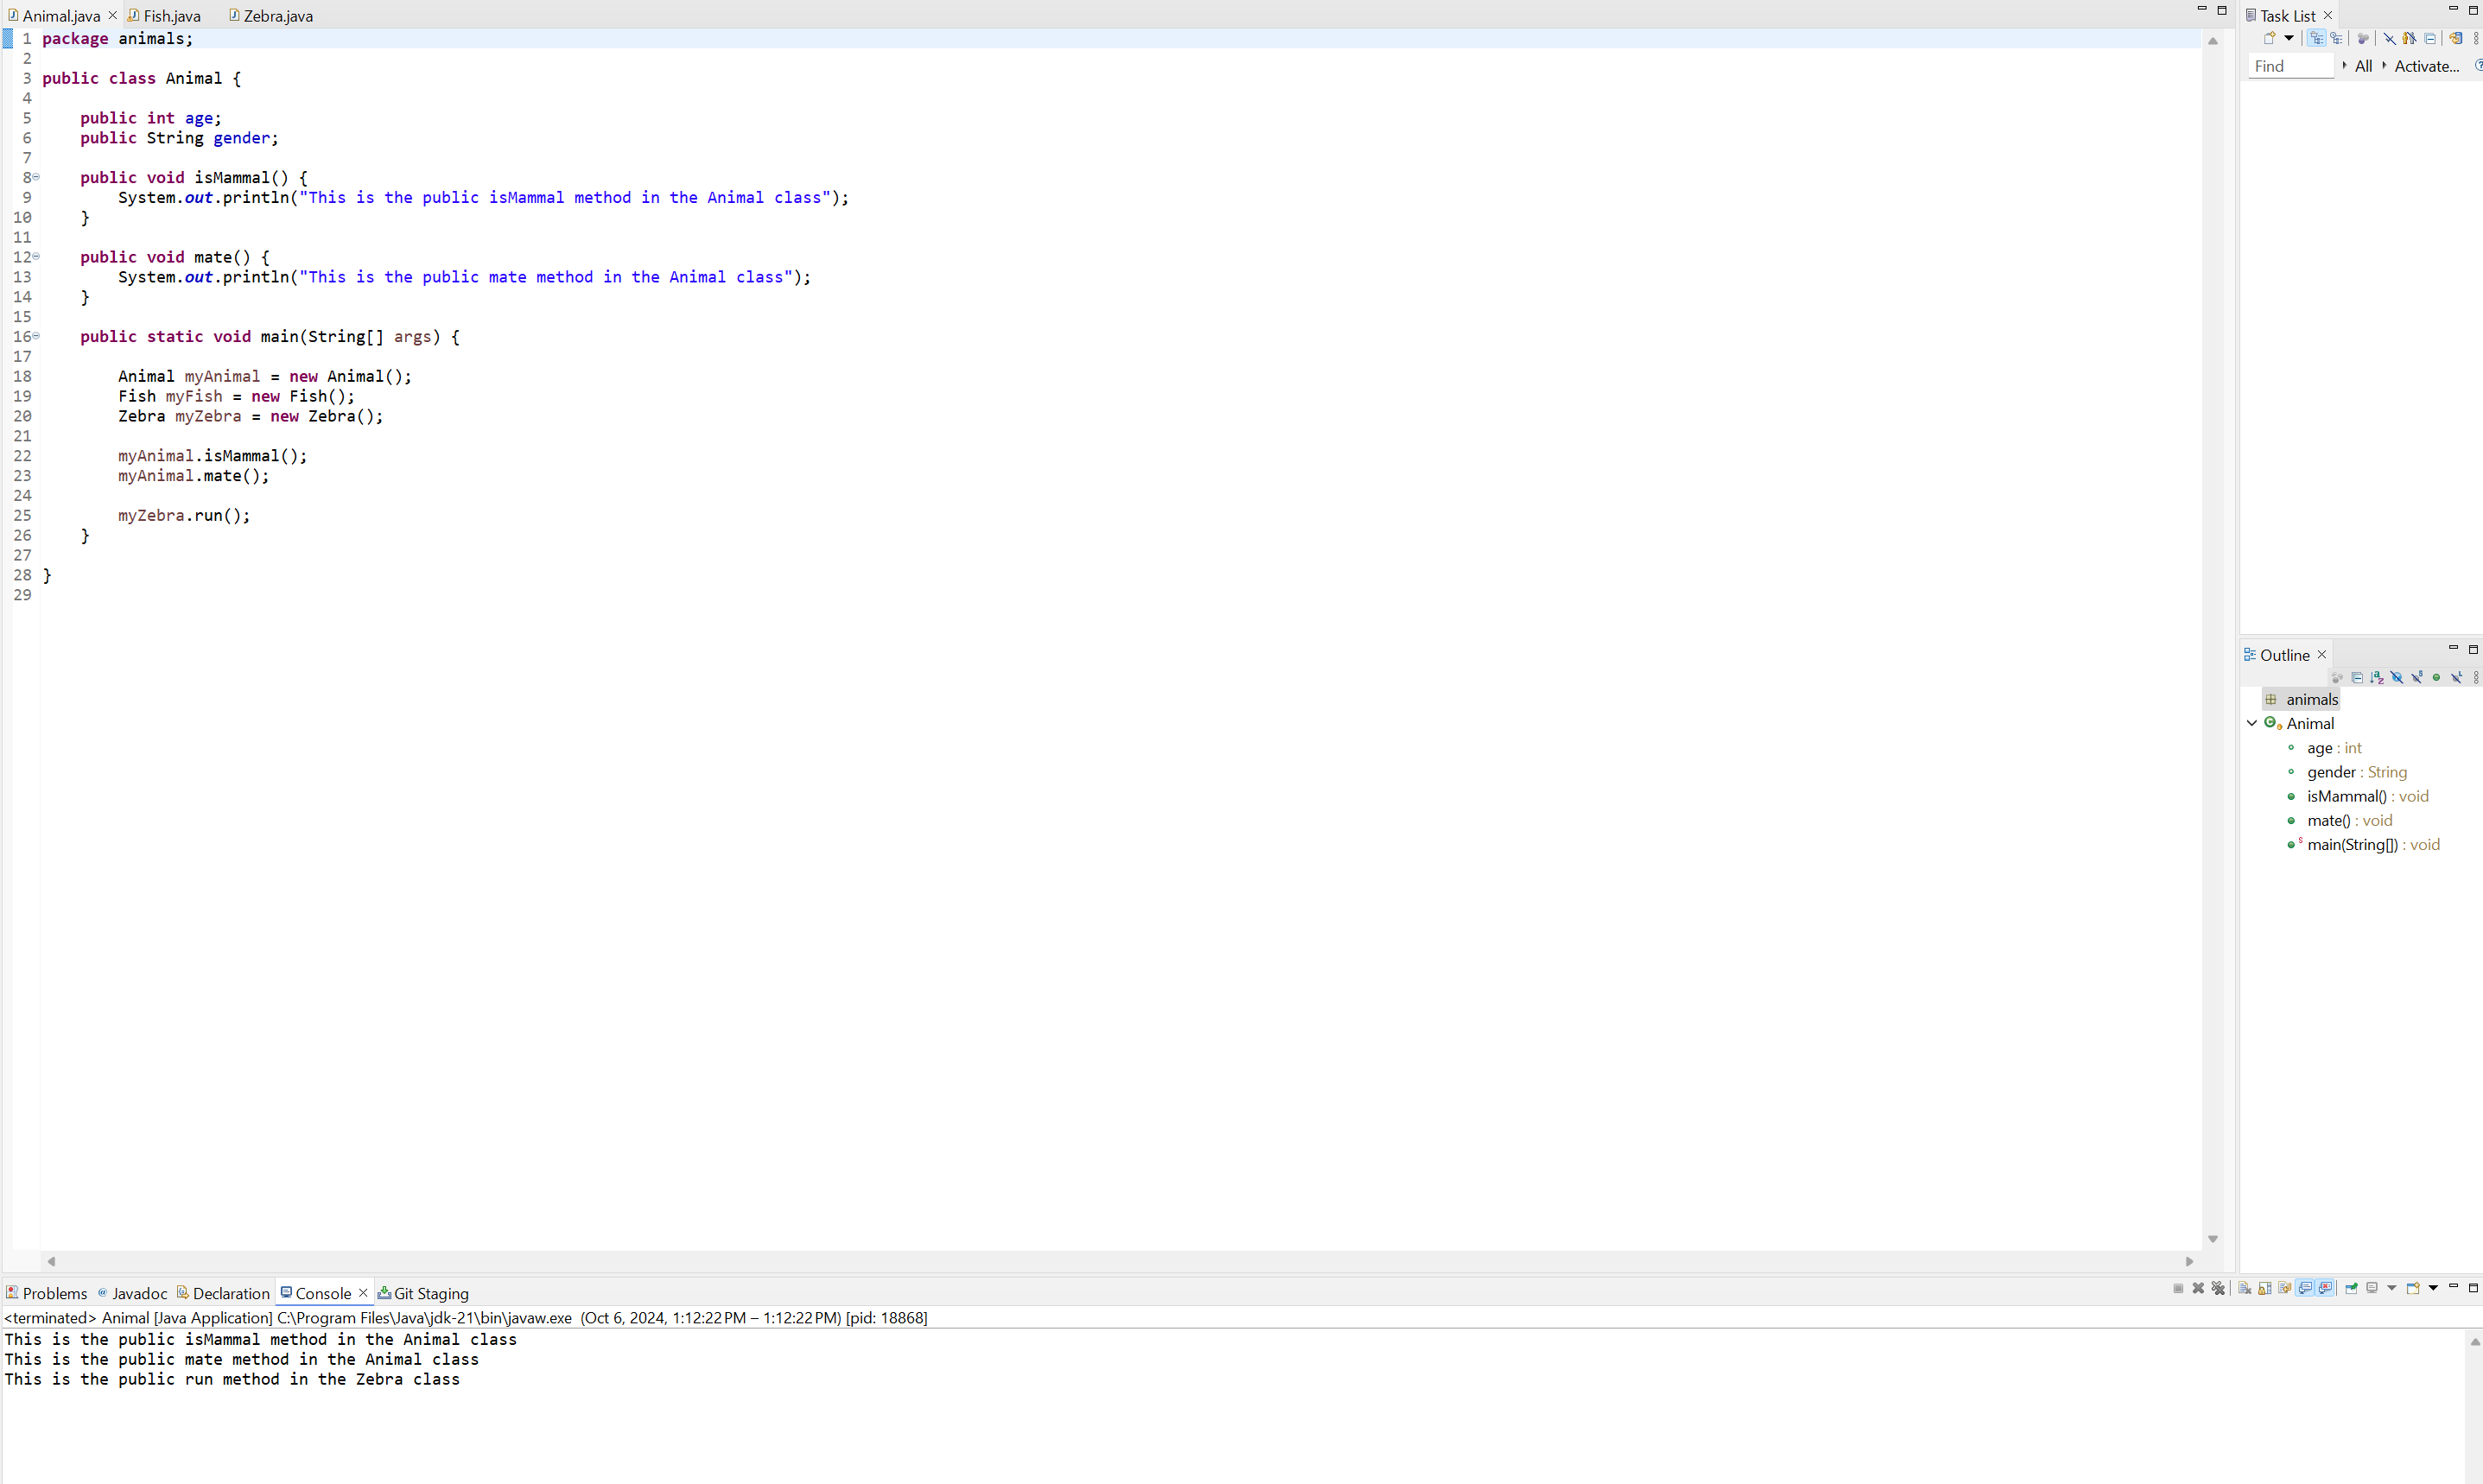 Animal.java Fish.java Zebra.java
1 package animals;
2
3 public class Animal {
4
5     public int age;
6     public String gender;
7
8     public void isMammal() {
9         System.out.println("This is the public isMammal method in the Animal class");
10     }
11
12     public void mate() {
13         System.out.println("This is the public mate method in the Animal class");
14     }
15
16     public static void main(String[] args) {
17
18         Animal myAnimal = new Animal();
19         Fish myFish = new Fish();
20         Zebra myZebra = new Zebra();
21
22         myAnimal.isMammal();
23         myAnimal.mate();
24
25         myZebra.run();
26     }
27
28 }
29
Task List
Find All Activate...
Outline
animals
Animal
age : int
gender : String
isMammal() : void
mate() : void
main(String[]) : void
Problems Javadoc Declaration Console Git Staging
<terminated> Animal [Java Application] C:\Program Files\Java\jdk-21\bin\javaw.exe (Oct 6, 2024, 1:12:22 PM – 1:12:22 PM) [pid: 18868]
This is the public isMammal method in the Animal class
This is the public mate method in the Animal class
This is the public run method in the Zebra class